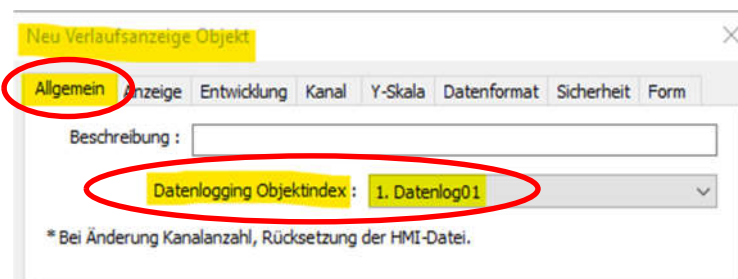 Neu Verlaufsanzeige Objekt
Allgemein Anzeige Entwicklung Kanal Y-Skala Datenformat Sicherheit Form
Beschreibung :
Datenlogging Objektindex : 1. Datenlog01
* Bei Änderung Kanalanzahl, Rücksetzung der HMI-Datei.